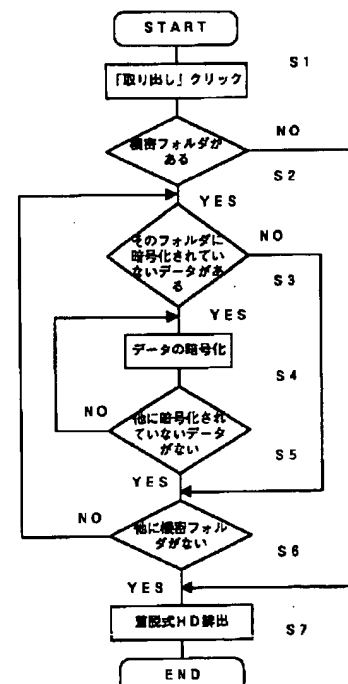 START
S1
「取り出し」クリック
機密フォルダが
ある
NO
S2
YES
そのフォルダに
暗号化されてい
ないデータがあ
る
NO
S3
YES
データの暗号化
S4
NO
他に暗号化され
ていないデータ
がない
S5
YES
NO
他に機密フォル
ダがない
S6
YES
着脱式HD排出
S7
END